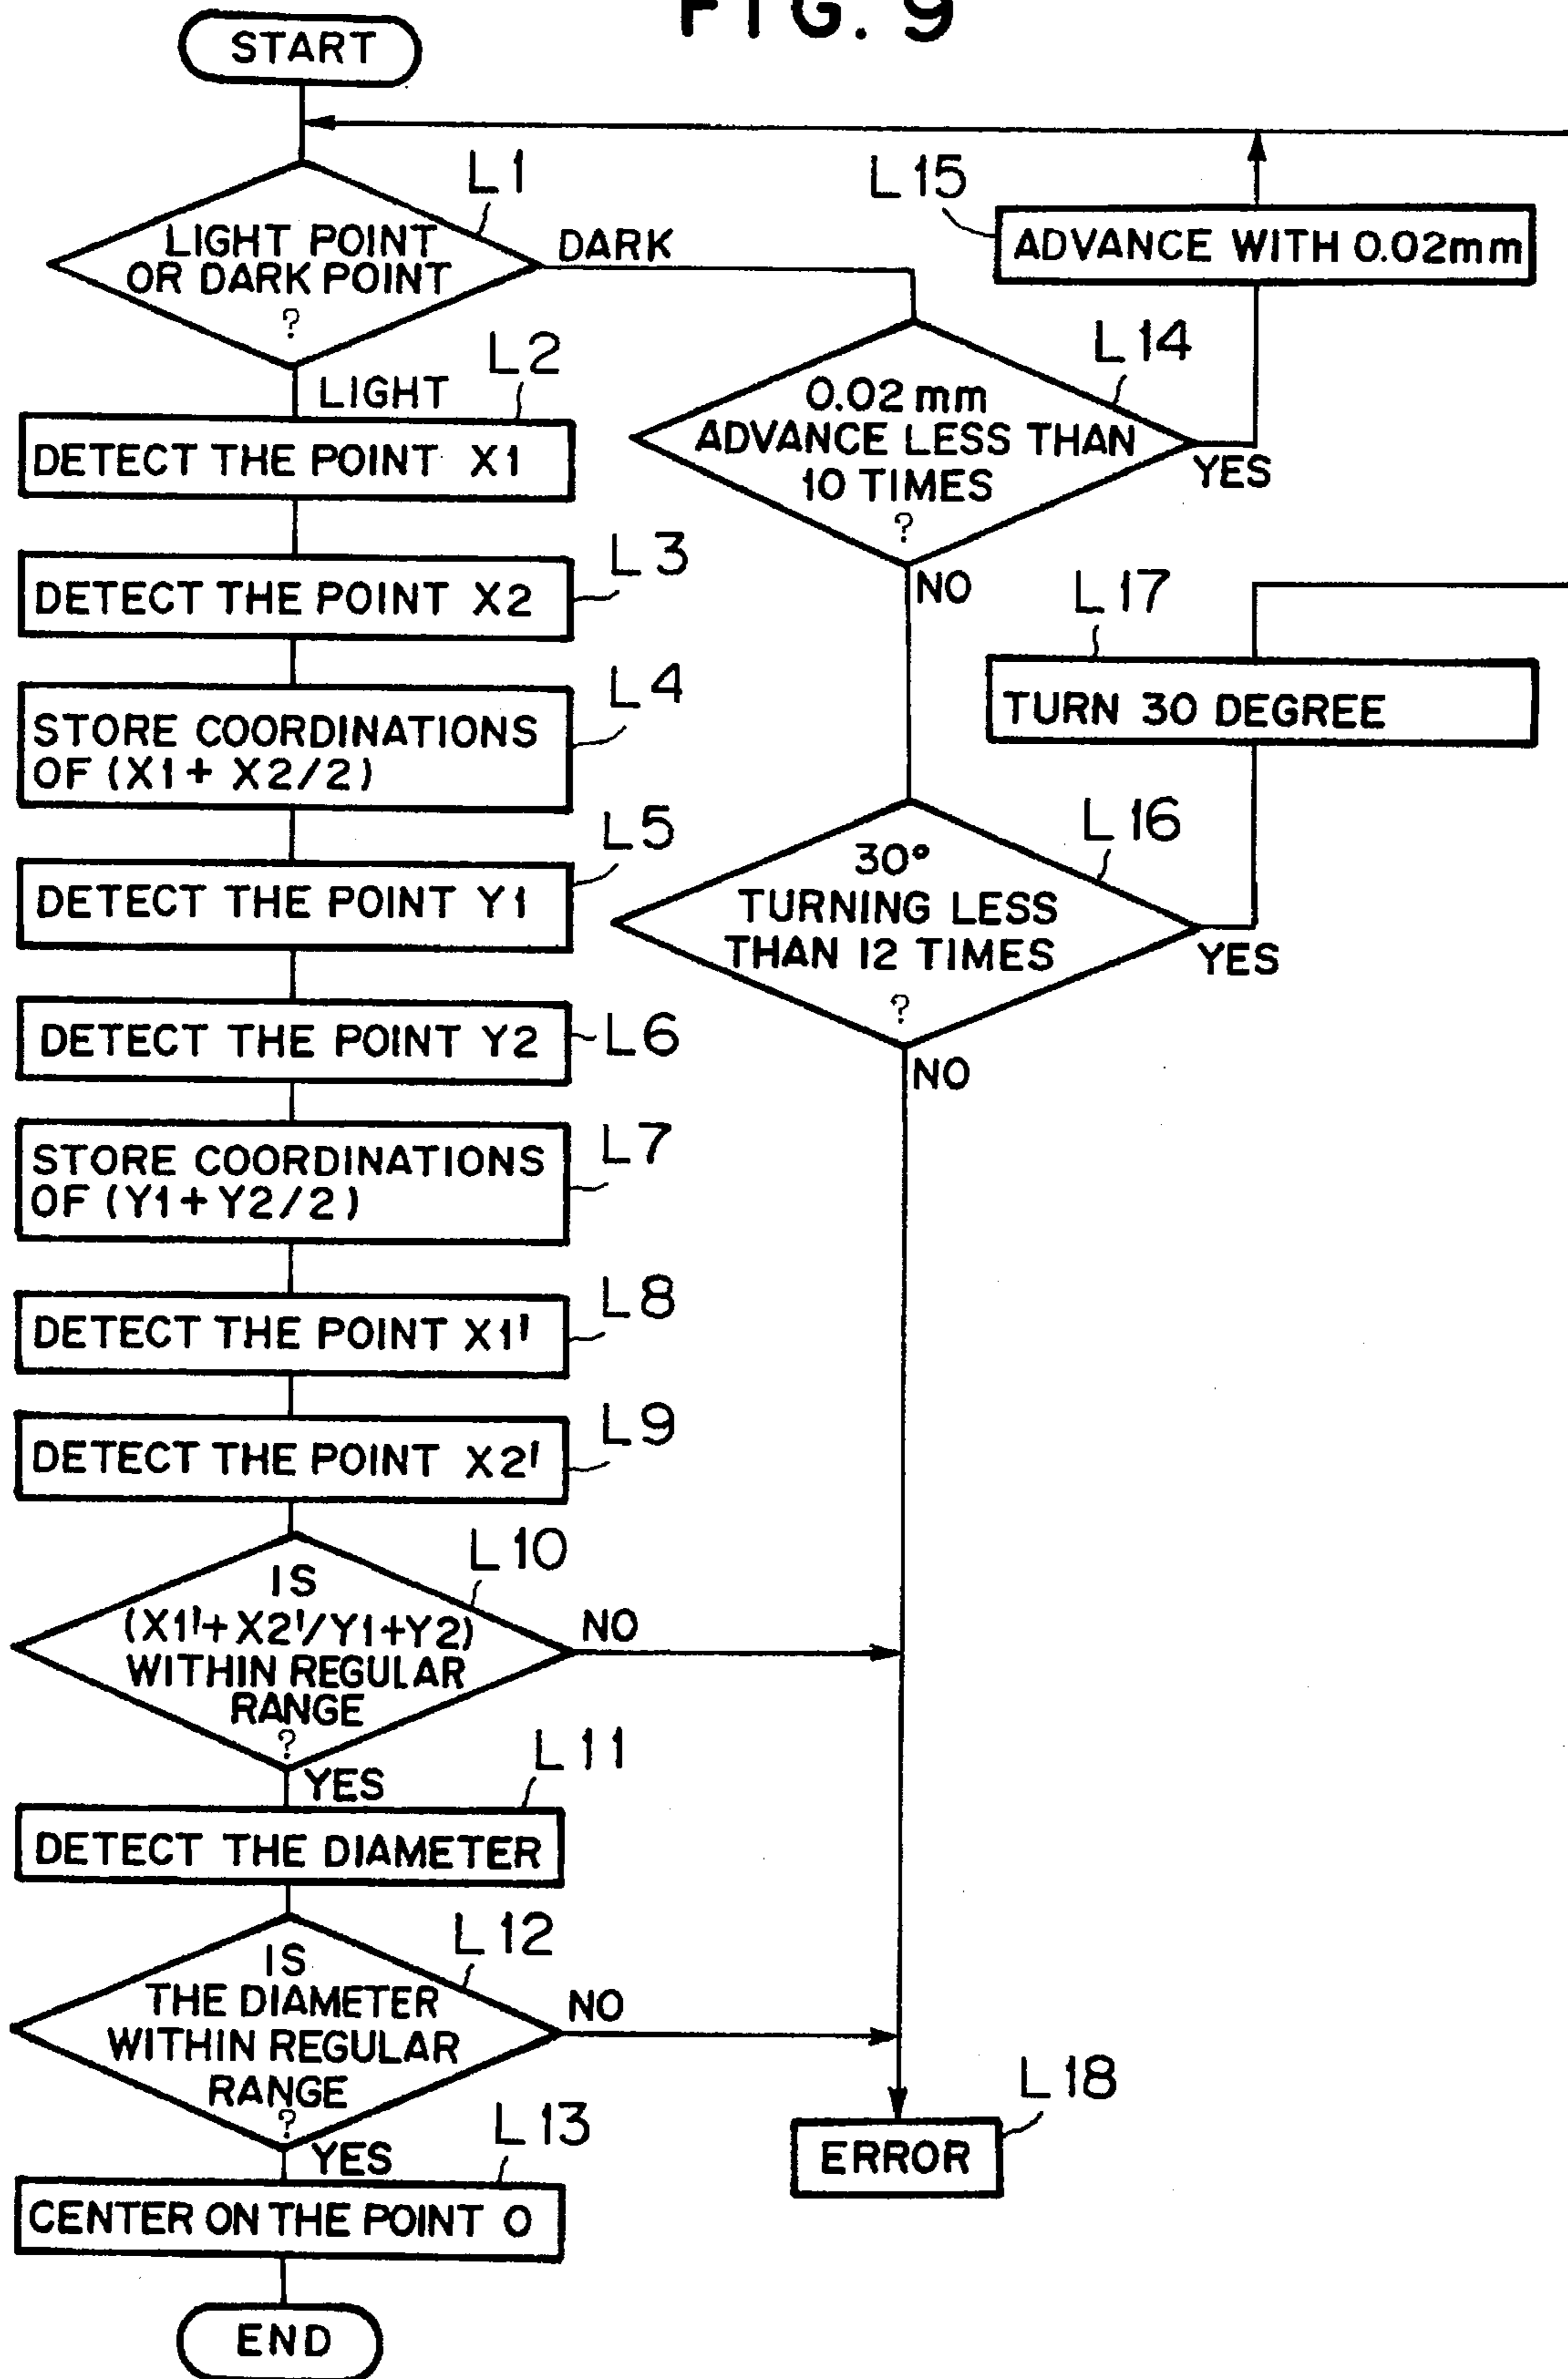 FIG. 9
START
L1
LIGHT POINT
OR DARK POINT
?
DARK
LIGHT
L2
DETECT THE POINT X1
L3
DETECT THE POINT X2
L4
STORE COORDINATIONS
OF (X1+ X2/2)
L5
DETECT THE POINT Y1
L6
DETECT THE POINT Y2
L7
STORE COORDINATIONS
OF (Y1+Y2/2)
L8
DETECT THE POINT X1'
L9
DETECT THE POINT X2'
L10
IS
(X1'+X2'/Y1+Y2)
WITHIN REGULAR
RANGE
?
NO
YES
L11
DETECT THE DIAMETER
L12
IS
THE DIAMETER
WITHIN REGULAR
RANGE
?
NO
YES
L13
CENTER ON THE POINT O
END
L15
ADVANCE WITH 0.02mm
L14
0.02 mm
ADVANCE LESS THAN
10 TIMES
?
YES
NO
L17
TURN 30 DEGREE
L16
30°
TURNING LESS
THAN 12 TIMES
?
YES
NO
L18
ERROR